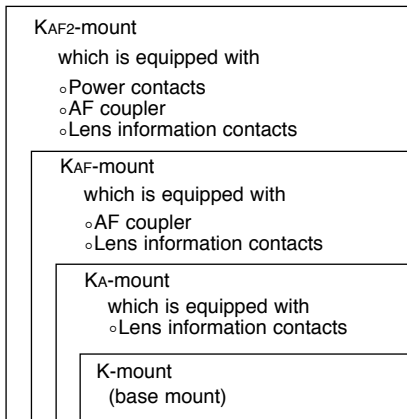 KAF2-mount
which is equipped with
◦Power contacts
◦AF coupler
◦Lens information contacts
KAF-mount
which is equipped with
◦AF coupler
◦Lens information contacts
KA-mount
which is equipped with
◦Lens information contacts
K-mount
(base mount)